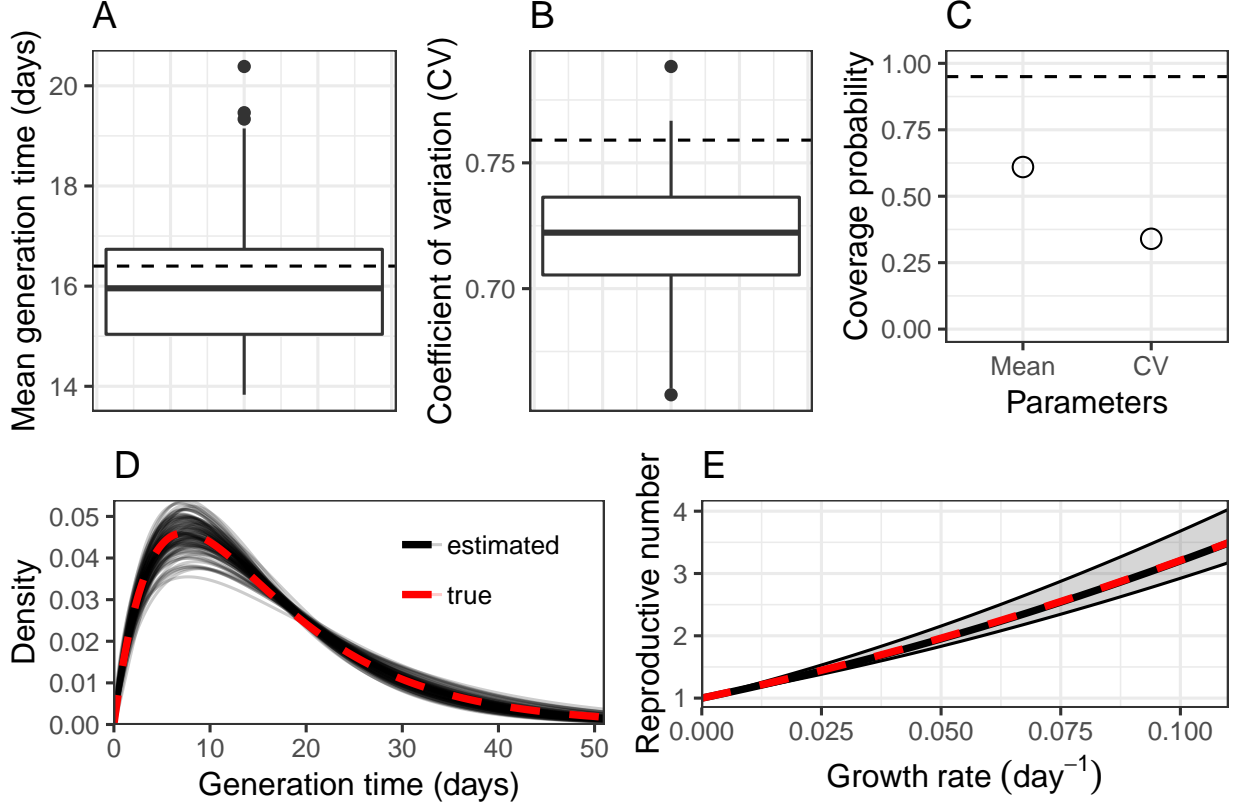 A
Mean generation time (days)
20
18
16
14
B
Coefficient of variation (CV)
0.75
0.70
C
Coverage probability
1.00
0.75
0.50
0.25
0.00
Mean
CV
Parameters
D
Density
0.05
0.04
0.03
0.02
0.01
0.00
estimated
true
0
10
20
30
40
50
Generation time (days)
E
Reproductive number
4
3
2
1
0.000
0.025
0.050
0.075
0.100
Growth rate (day⁻¹)